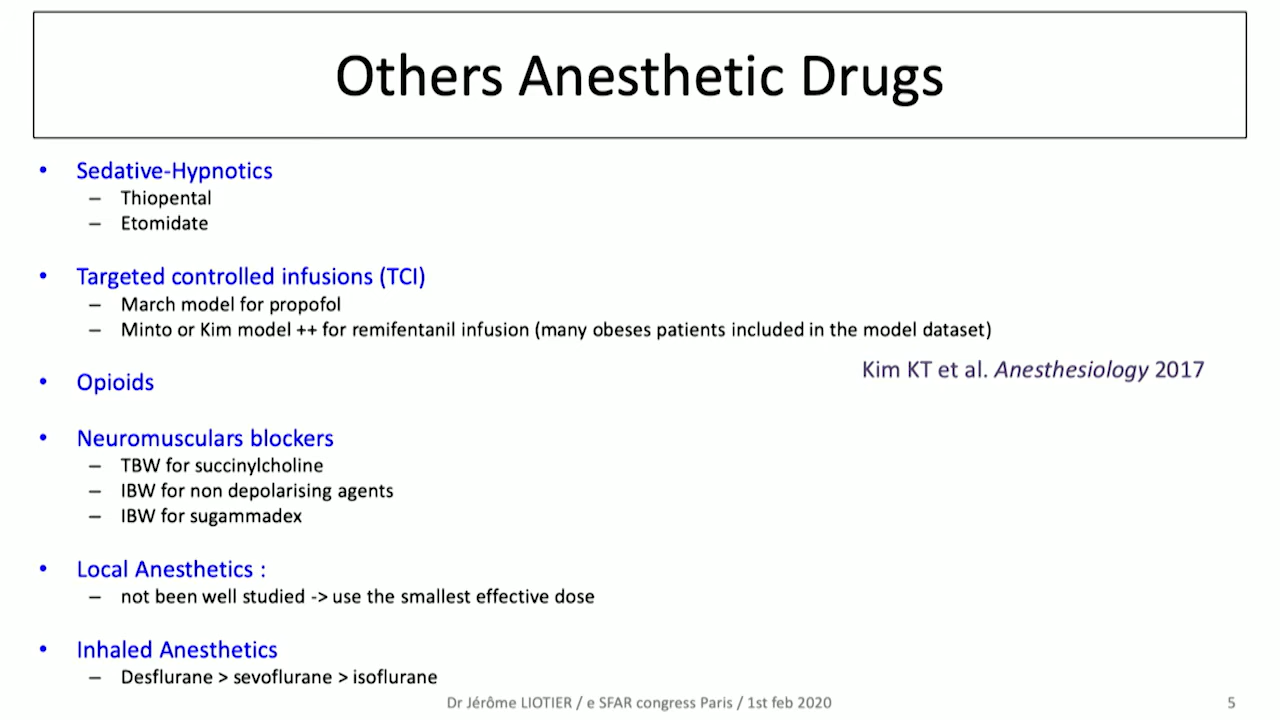 Others Anesthetic Drugs
• Sedative-Hypnotics
– Thiopental
– Etomidate
• Targeted controlled infusions (TCI)
– March model for propofol
– Minto or Kim model ++ for remifentanil infusion (many obeses patients included in the model dataset)
Kim KT et al. Anesthesiology 2017
• Opioids
• Neuromusculars blockers
– TBW for succinylcholine
– IBW for non depolarising agents
– IBW for sugammadex
• Local Anesthetics :
– not been well studied -> use the smallest effective dose
• Inhaled Anesthetics
– Desflurane > sevoflurane > isoflurane
Dr Jérôme LIOTIER / e SFAR congress Paris / 1st feb 2020
5